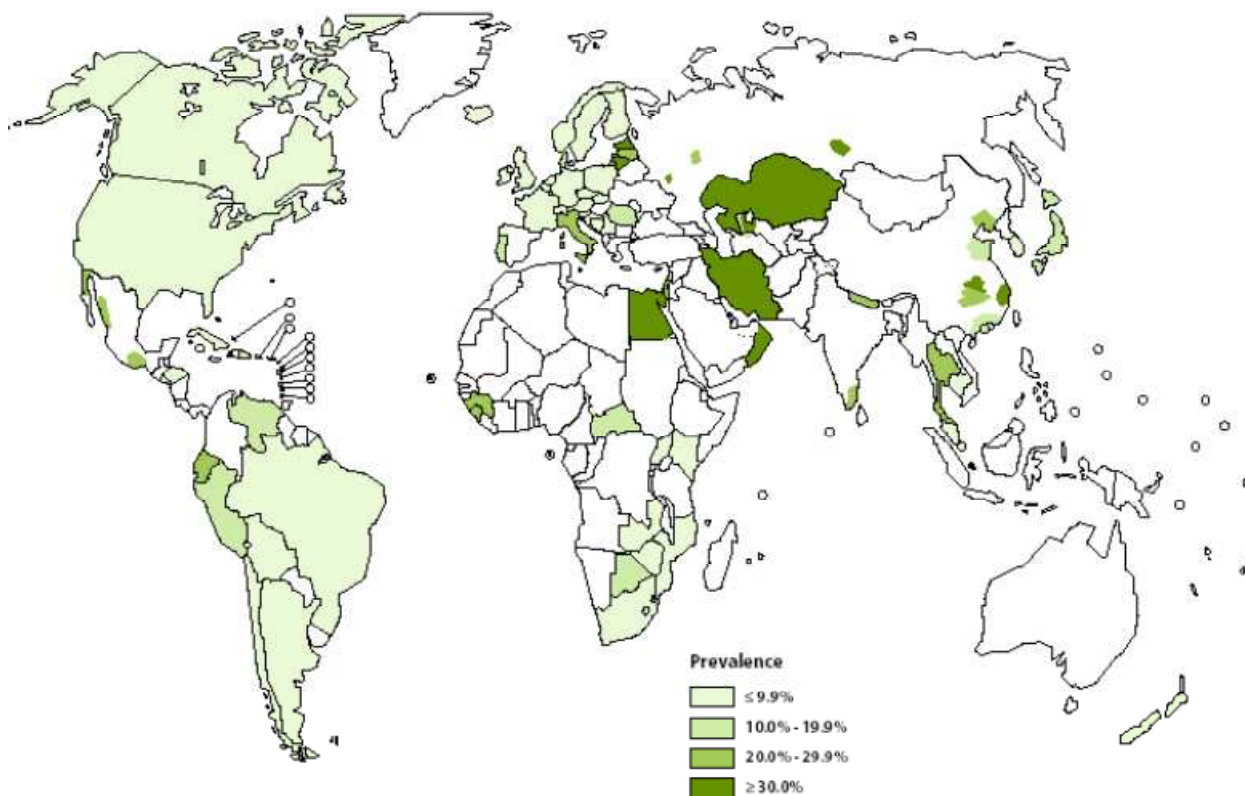 Prevalence
≤ 9.9%
10.0% - 19.9%
20.0% - 29.9%
≥ 30.0%